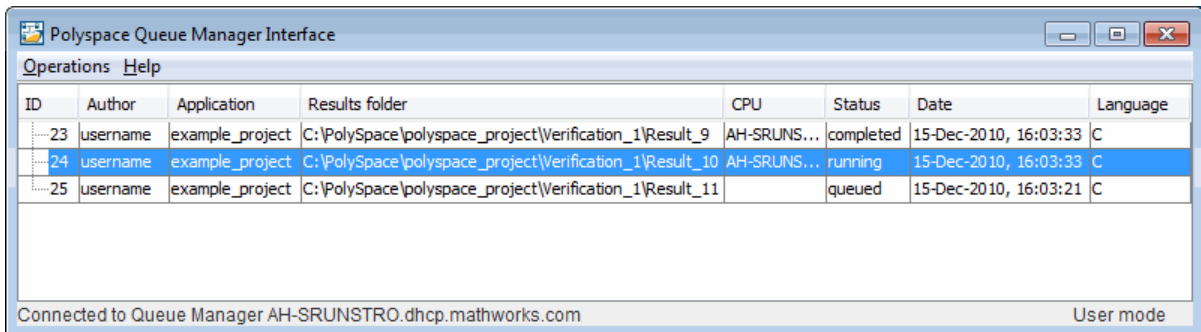 Polyspace Queue Manager Interface
Operations Help
ID Author Application Results folder CPU Status Date Language
23 username example_project C:\PolySpace\polyspace_project\Verification_1\Result_9 AH-SRUNS... completed 15-Dec-2010, 16:03:33 C
24 username example_project C:\PolySpace\polyspace_project\Verification_1\Result_10 AH-SRUNS... running 15-Dec-2010, 16:03:33 C
25 username example_project C:\PolySpace\polyspace_project\Verification_1\Result_11 queued 15-Dec-2010, 16:03:21 C
Connected to Queue Manager AH-SRUNSTRO.dhcp.mathworks.com User mode